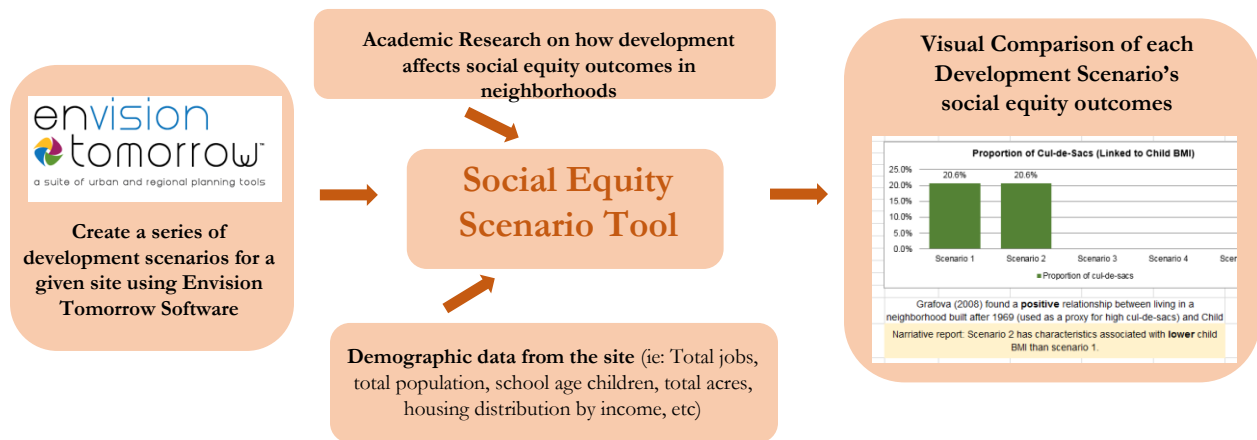 envision
tomorrow™
a suite of urban and regional planning tools
Create a series of
development scenarios for a
given site using Envision
Tomorrow Software
Academic Research on how development
affects social equity outcomes in
neighborhoods
Social Equity
Scenario Tool
Demographic data from the site (ie: Total jobs,
total population, school age children, total acres,
housing distribution by income, etc)
Visual Comparison of each
Development Scenario's
social equity outcomes
Proportion of Cul-de-Sacs (Linked to Child BMI)
25.0%
20.0%
15.0%
10.0%
5.0%
0.0%
20.6%
20.6%
Scenario 1
Scenario 2
Scenario 3
Scenario 4
Proportion of cul-de-sacs
Grafova (2008) found a positive relationship between living in a
neighborhood built after 1969 (used as a proxy for high cul-de-sacs) and Child
Narrative report: Scenario 2 has characteristics associated with lower child
BMI than scenario 1.